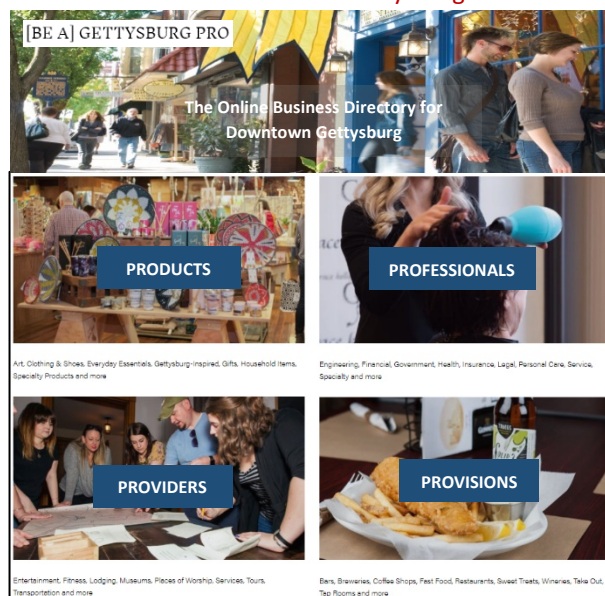 [BE A] GETTYSBURG PRO
The Online Business Directory for
Downtown Gettysburg
PRODUCTS
PROFESSIONALS
Art, Clothing & Shoes, Everyday Essentials, Gettysburg-inspired, Gifts, Household Items,
Specialty Products and more
Engineering, Financial, Government, Health, Insurance, Legal, Personal Care, Service,
Specialty and more
PROVIDERS
PROVISIONS
Entertainment, Fitness, Lodging, Museums, Places of Worship, Services, Tours,
Transportation and more
Bars, Breweries, Coffee Shops, Fast Food, Restaurants, Sweet Treats, Wineries, Take Out,
Tap Rooms and more